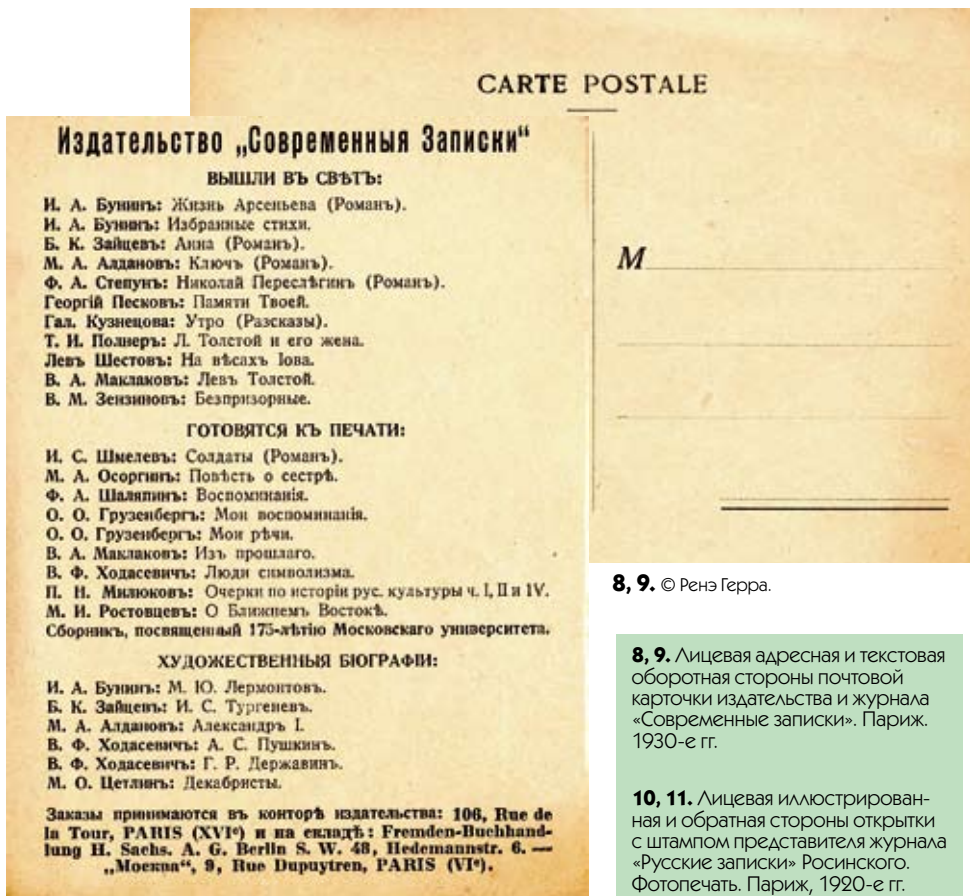 CARTE POSTALE
M
Издательство „Современныя Записки“
ВЫШЛИ ВЪ СВѢТЪ:
И. А. Бунинъ: Жизнь Арсеньева (Романъ).
И. А. Бунинъ: Избранные стихи.
Б. К. Зайцевъ: Анна (Романъ).
М. А. Алдановъ: Ключъ (Романъ).
Ф. А. Степунъ: Николай Переслѣгинъ (Романъ).
Георгій Песковъ: Памяти Твоей.
Гал. Кузнецова: Утро (Разсказы).
Т. И. Полнеръ: Л. Толстой и его жена.
Левъ Шестовъ: На вѣсахъ Іова.
В. А. Маклаковъ: Левъ Толстой.
В. М. Зензиновъ: Безпризорные.
ГОТОВЯТСЯ КЪ ПЕЧАТИ:
И. С. Шмелевъ: Солдаты (Романъ).
М. А. Осоргинъ: Повѣсть о сестрѣ.
Ф. А. Шаляпинъ: Воспоминанія.
О. О. Грузенбергъ: Мои воспоминанія.
О. О. Грузенбергъ: Мои рѣчи.
В. А. Маклаковъ: Изъ прошлаго.
В. Ф. Ходасевичъ: Люди символизма.
П. Н. Милюковъ: Очерки по исторіи рус. культуры ч. I, II и IV.
М. И. Ростовцевъ: О Ближнемъ Востокѣ.
Сборникъ, посвященный 175-лѣтію Московскаго университета.
ХУДОЖЕСТВЕННЫЯ БІОГРАФІИ:
И. А. Бунинъ: М. Ю. Лермонтовъ.
Б. К. Зайцевъ: И. С. Тургеневъ.
М. А. Алдановъ: Александръ I.
В. Ф. Ходасевичъ: А. С. Пушкинъ.
В. Ф. Ходасевичъ: Г. Р. Державинъ.
М. О. Цетлинъ: Декабристы.
Заказы принимаются въ конторѣ издательства: 106, Rue de
la Tour, PARIS (XVIe) и на складѣ: Fremden-Buchhand-
lung H. Sachs. A. G. Berlin S. W. 48, Hedemannstr. 6. —
„Москва“, 9, Rue Dupuytren, PARIS (VIe).
8, 9. © Ренэ Герра.
8, 9. Лицевая адресная и текстовая
оборотная стороны почтовой
карточки издательства и журнала
«Современные записки». Париж.
1930-е гг.
10, 11. Лицевая иллюстрирован-
ная и обратная стороны открытки
с штампом представителя журнала
«Русские записки» Росинского.
Фотопечать. Париж, 1920-е гг.